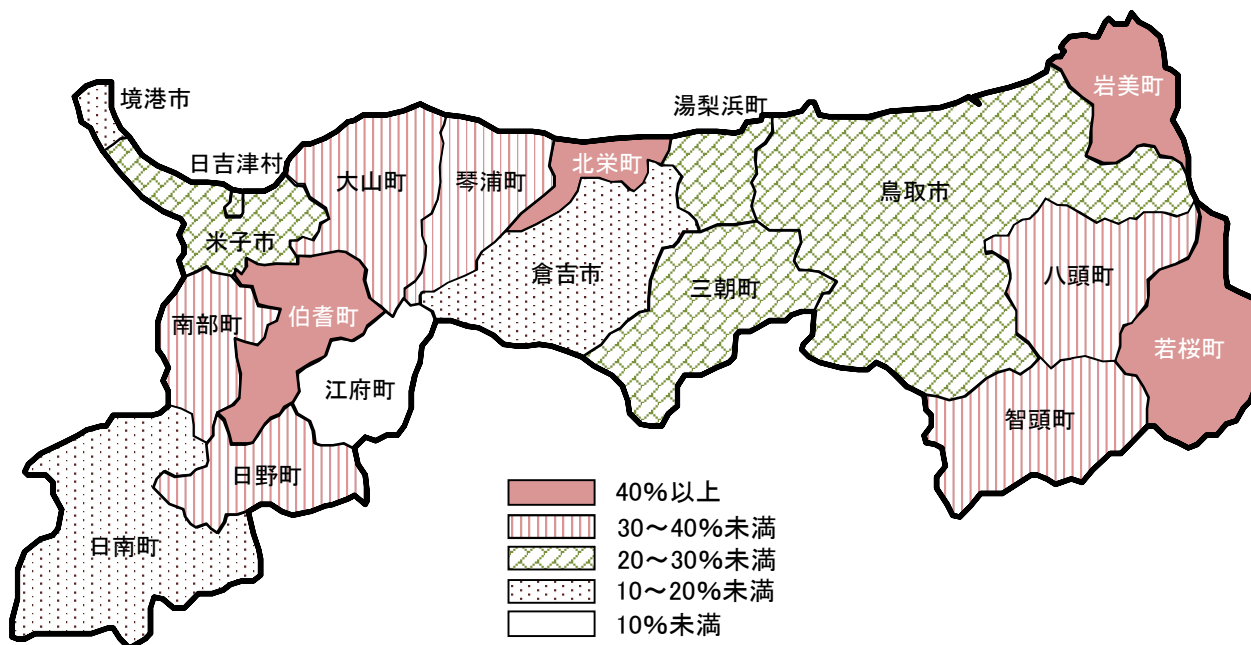 岩美町
境港市
湯梨浜町
日吉津村
北栄町
大山町
琴浦町
鳥取市
米子市
倉吉市
八頭町
三朝町
伯耆町
南部町
若桜町
江府町
智頭町
日野町
日南町
40%以上
30～40%未満
20～30%未満
10～20%未満
10%未満